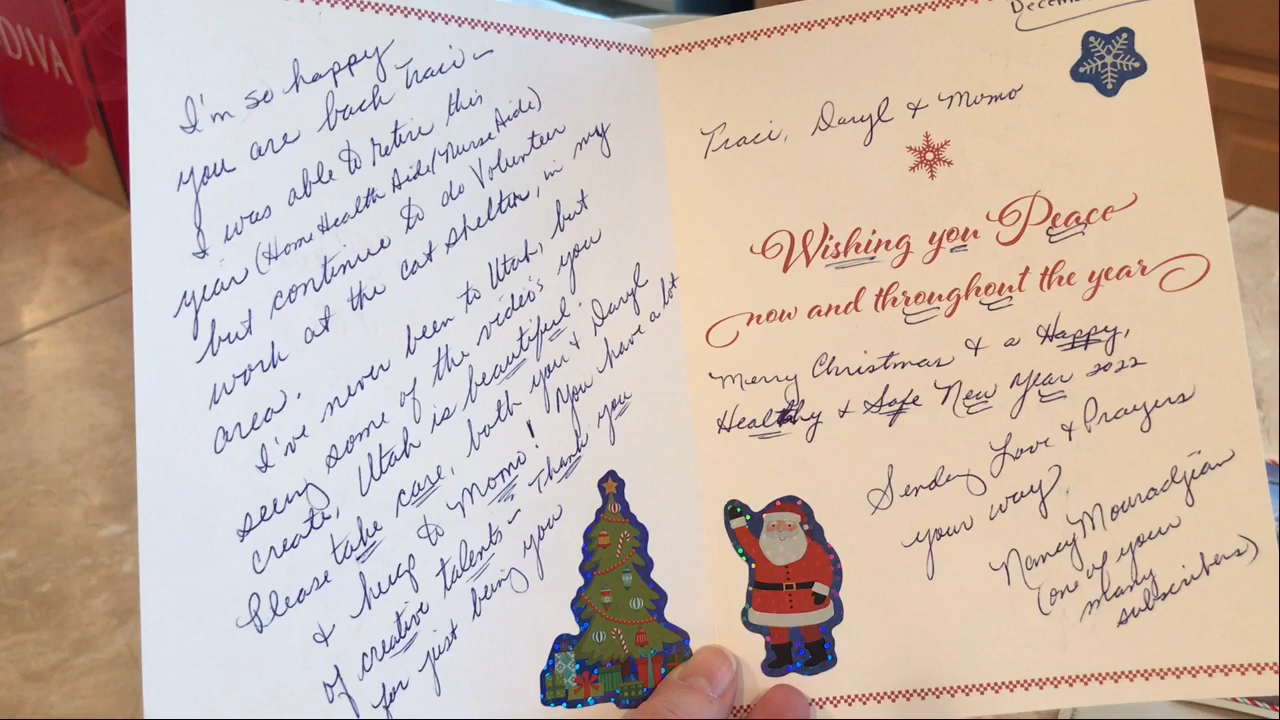 DIVA
I'm so happy
you are back Traci -
I was able to retire this
year (Home Health Aide/Nurse Aide)
but continue to do Volunteer
work at the cat shelter, in my
area.
I've never been to Utah, but
seeing some of the video's you
create, Utah is beautiful.
Please take care, both you & Daryl
& hugs to Momo! You have a lot
of creative talents - Thank you
for just being you
Traci, Daryl & Momo
Wishing you Peace
now and throughout the year
Merry Christmas & a Happy,
Healthy & Safe New Year 2022
Sending Love & Prayers
your way
Nancy Mouradjian
(one of your
many
subscribers)